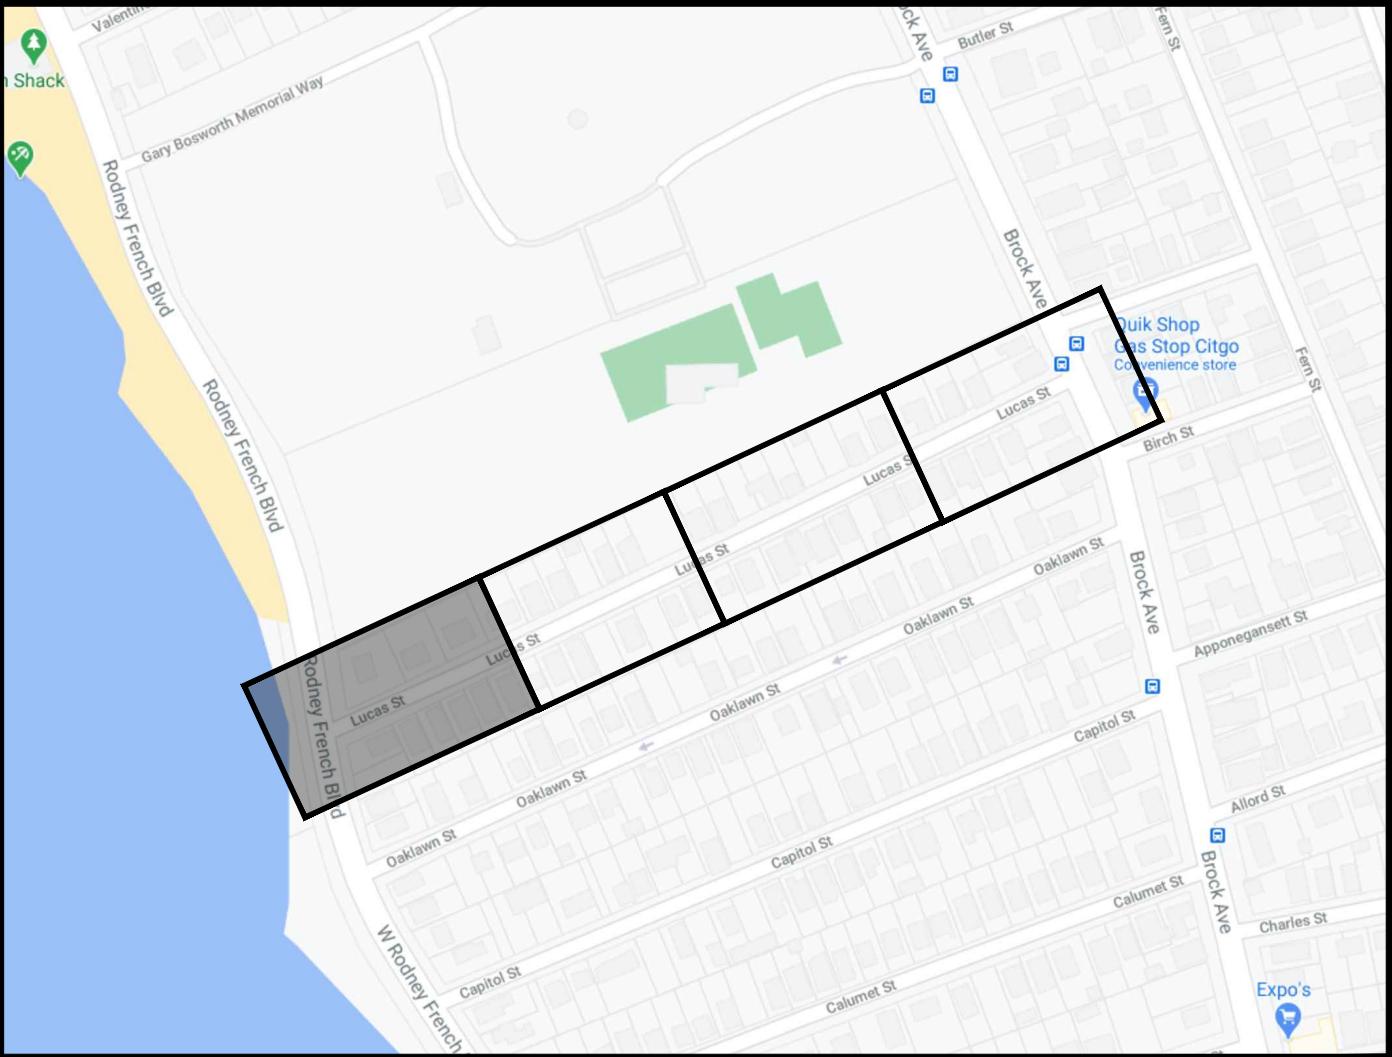 Valentin
Brock Ave
Butler St
Fern St
Shack
Gary Bosworth Memorial Way
Rodney French Blvd
Brock Ave
Quik Shop
Gas Stop Citgo
Convenience store
Fern St
Rodney French Blvd
Lucas St
Birch St
Lucas St
Lucas St
Oaklawn St
Brock Ave
Oaklawn St
Apponegansett St
Lucas St
Rodney French Blvd
Lucas St
Oaklawn St
Capitol St
Oaklawn St
Allord St
Oaklawn St
Capitol St
Brock Ave
Calumet St
Charles St
W Rodney French
Capitol St
Calumet St
Expo's